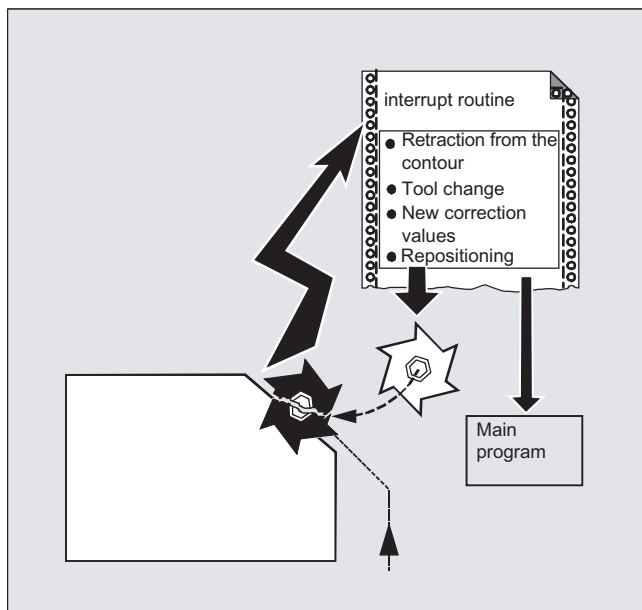 interrupt routine
● Retraction from the
contour
● Tool change
● New correction
values
● Repositioning
Main
program